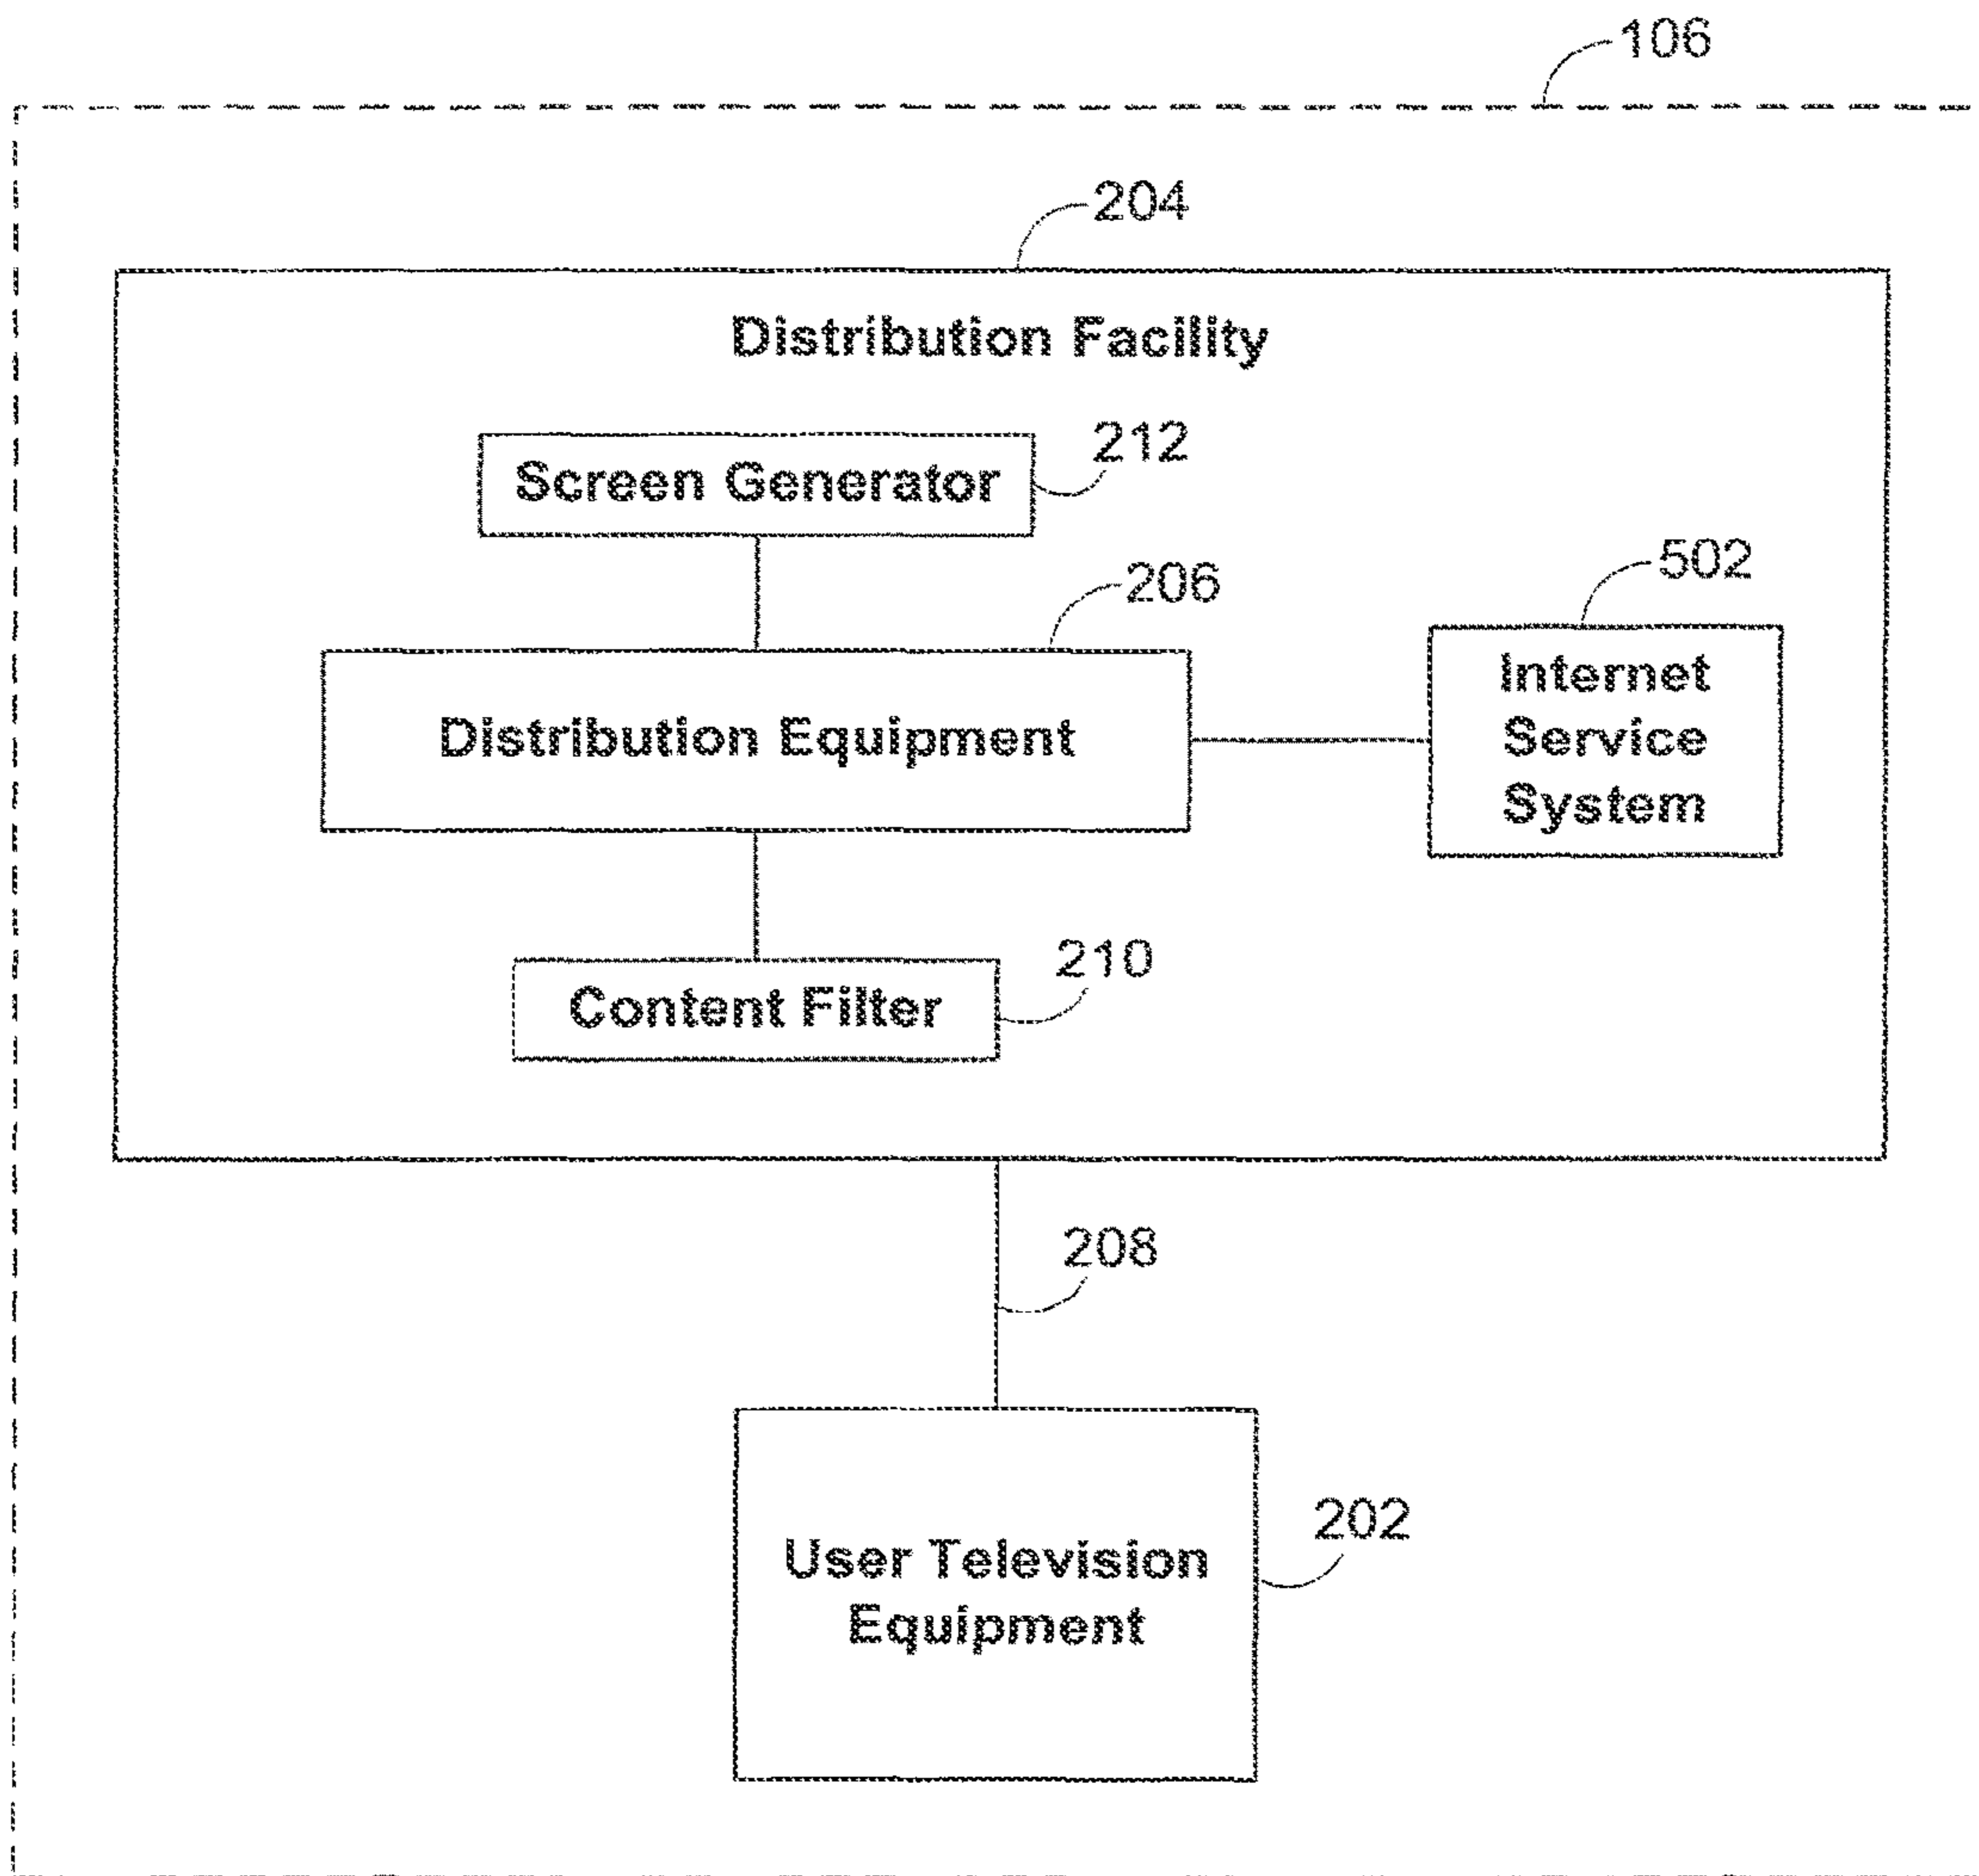 106
204
Distribution Facility
212
Screen Generator
502
206
Internet
Service
System
Distribution Equipment
210
Content Filter
208
202
User Television
Equipment